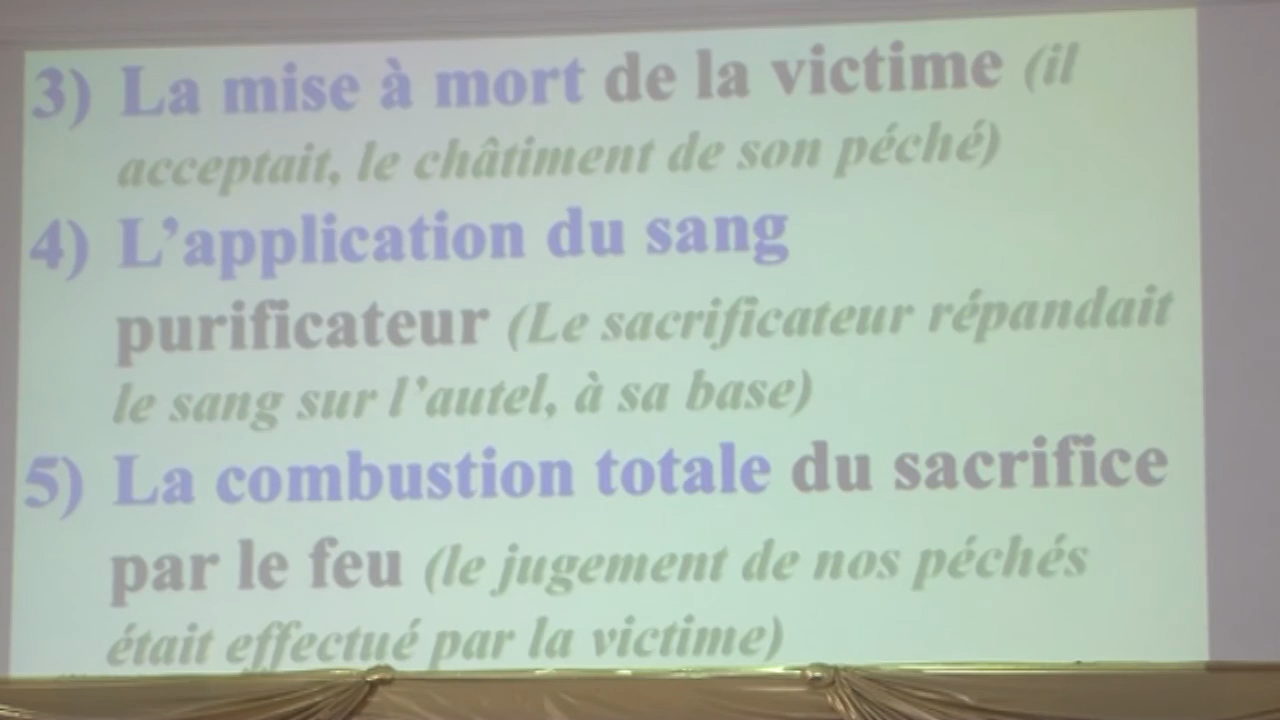 3) La mise à mort de la victime (il
acceptait, le châtiment de son péché)
4) L’application du sang
purificateur (Le sacrificateur répandait
le sang sur l’autel, à sa base)
5) La combustion totale du sacrifice
par le feu (le jugement de nos péchés
était effectué par la victime)